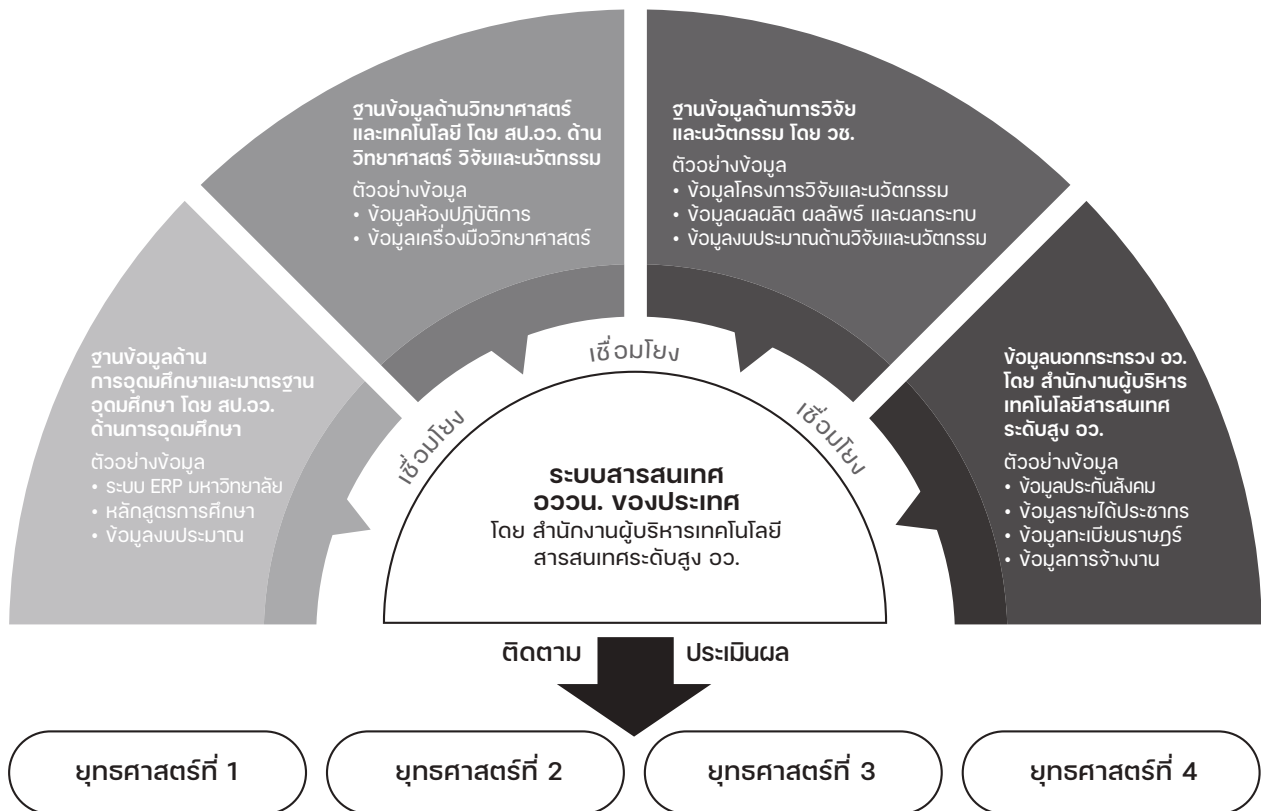 ฐานข้อมูลด้านวิทยาศาสตร์
และเทคโนโลยี โดย สป.อว. ด้าน
วิทยาศาสตร์ วิจัยและนวัตกรรม
ตัวอย่างข้อมูล
• ข้อมูลห้องปฏิบัติการ
• ข้อมูลเครื่องมือวิทยาศาสตร์
ฐานข้อมูลด้านการวิจัย
และนวัตกรรม โดย วช.
ตัวอย่างข้อมูล
• ข้อมูลโครงการวิจัยและนวัตกรรม
• ข้อมูลผลผลิต ผลลัพธ์ และผลกระทบ
• ข้อมูลงบประมาณด้านวิจัยและนวัตกรรม
ฐานข้อมูลด้าน
การอุดมศึกษาและมาตรฐาน
อุดมศึกษา โดย สป.อว.
ด้านการอุดมศึกษา
ตัวอย่างข้อมูล
• ระบบ ERP มหาวิทยาลัย
• หลักสูตรการศึกษา
• ข้อมูลงบประมาณ
เชื่อมโยง
เชื่อมโยง
เชื่อมโยง
ข้อมูลนอกกระทรวง อว.
โดย สำนักงานผู้บริหาร
เทคโนโลยีสารสนเทศ
ระดับสูง อว.
ตัวอย่างข้อมูล
• ข้อมูลประกันสังคม
• ข้อมูลรายได้ประชากร
• ข้อมูลทะเบียนราษฎร์
• ข้อมูลการจ้างงาน
ระบบสารสนเทศ
อววน. ของประเทศ
โดย สำนักงานผู้บริหารเทคโนโลยี
สารสนเทศระดับสูง อว.
ติดตาม ประเมินผล
ยุทธศาสตร์ที่ 1
ยุทธศาสตร์ที่ 2
ยุทธศาสตร์ที่ 3
ยุทธศาสตร์ที่ 4